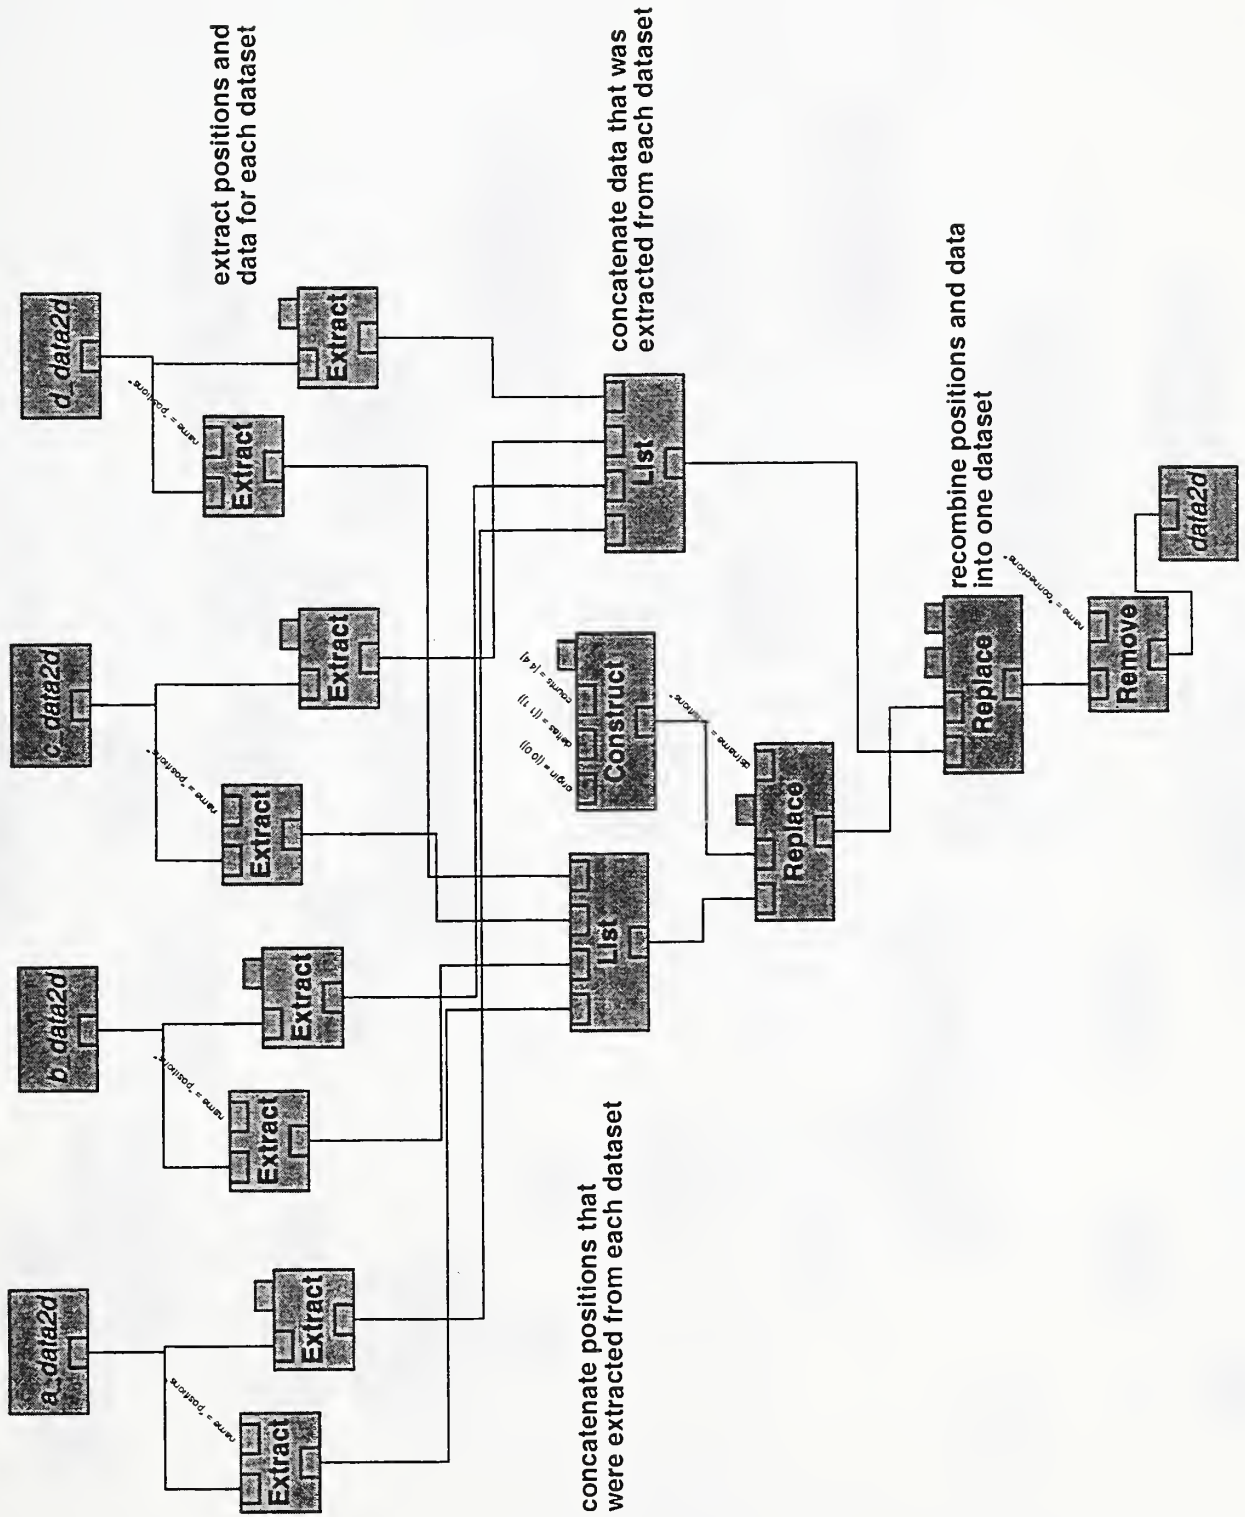 a_data2d
b_data2d
c_data2d
d_data2d
extract positions and
data for each dataset
name = "positions"
name = "positions"
name = "positions"
name = "positions"
Extract
Extract
Extract
Extract
Extract
Extract
Extract
Extract
concatenate positions that
were extracted from each dataset
concatenate data that was
extracted from each dataset
List
origin = {[0 0]}
deltas = {[1 1]}
counts = [4 4]
Construct
List
Replace
recombine positions and data
into one dataset
Replace
name = "connections"
Remove
data2d